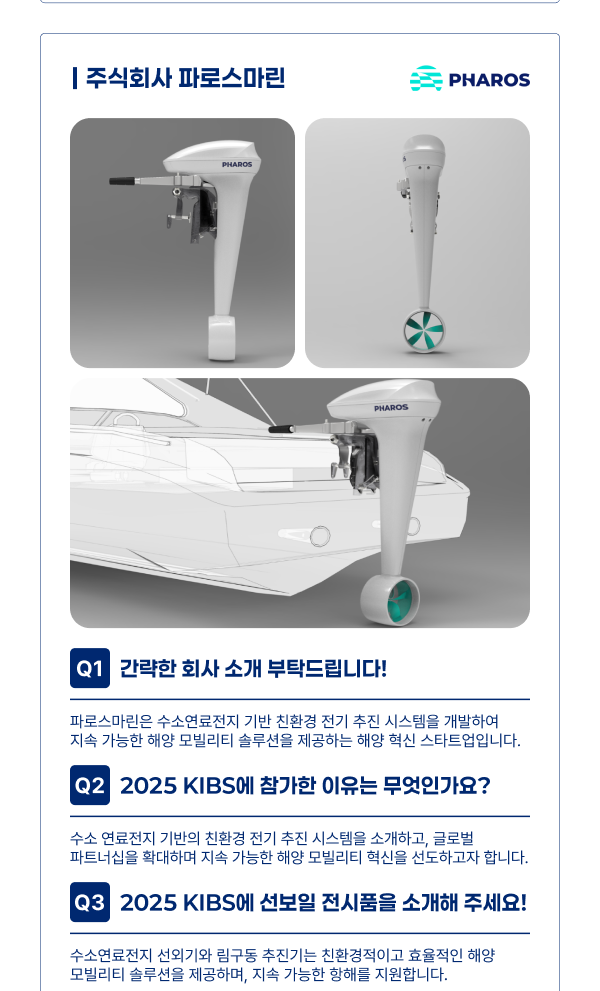 주식회사 파로스마린
PHAROS
PHAROS
PHAROS
Q1 간략한 회사 소개 부탁드립니다!
파로스마린은 수소연료전지 기반 친환경 전기 추진 시스템을 개발하여
지속 가능한 해양 모빌리티 솔루션을 제공하는 해양 혁신 스타트업입니다.
Q2 2025 KIBS에 참가한 이유는 무엇인가요?
수소 연료전지 기반의 친환경 전기 추진 시스템을 소개하고, 글로벌
파트너십을 확대하며 지속 가능한 해양 모빌리티 혁신을 선도하고자 합니다.
Q3 2025 KIBS에 선보일 전시품을 소개해 주세요!
수소연료전지 선외기와 림구동 추진기는 친환경적이고 효율적인 해양
모빌리티 솔루션을 제공하며, 지속 가능한 항해를 지원합니다.